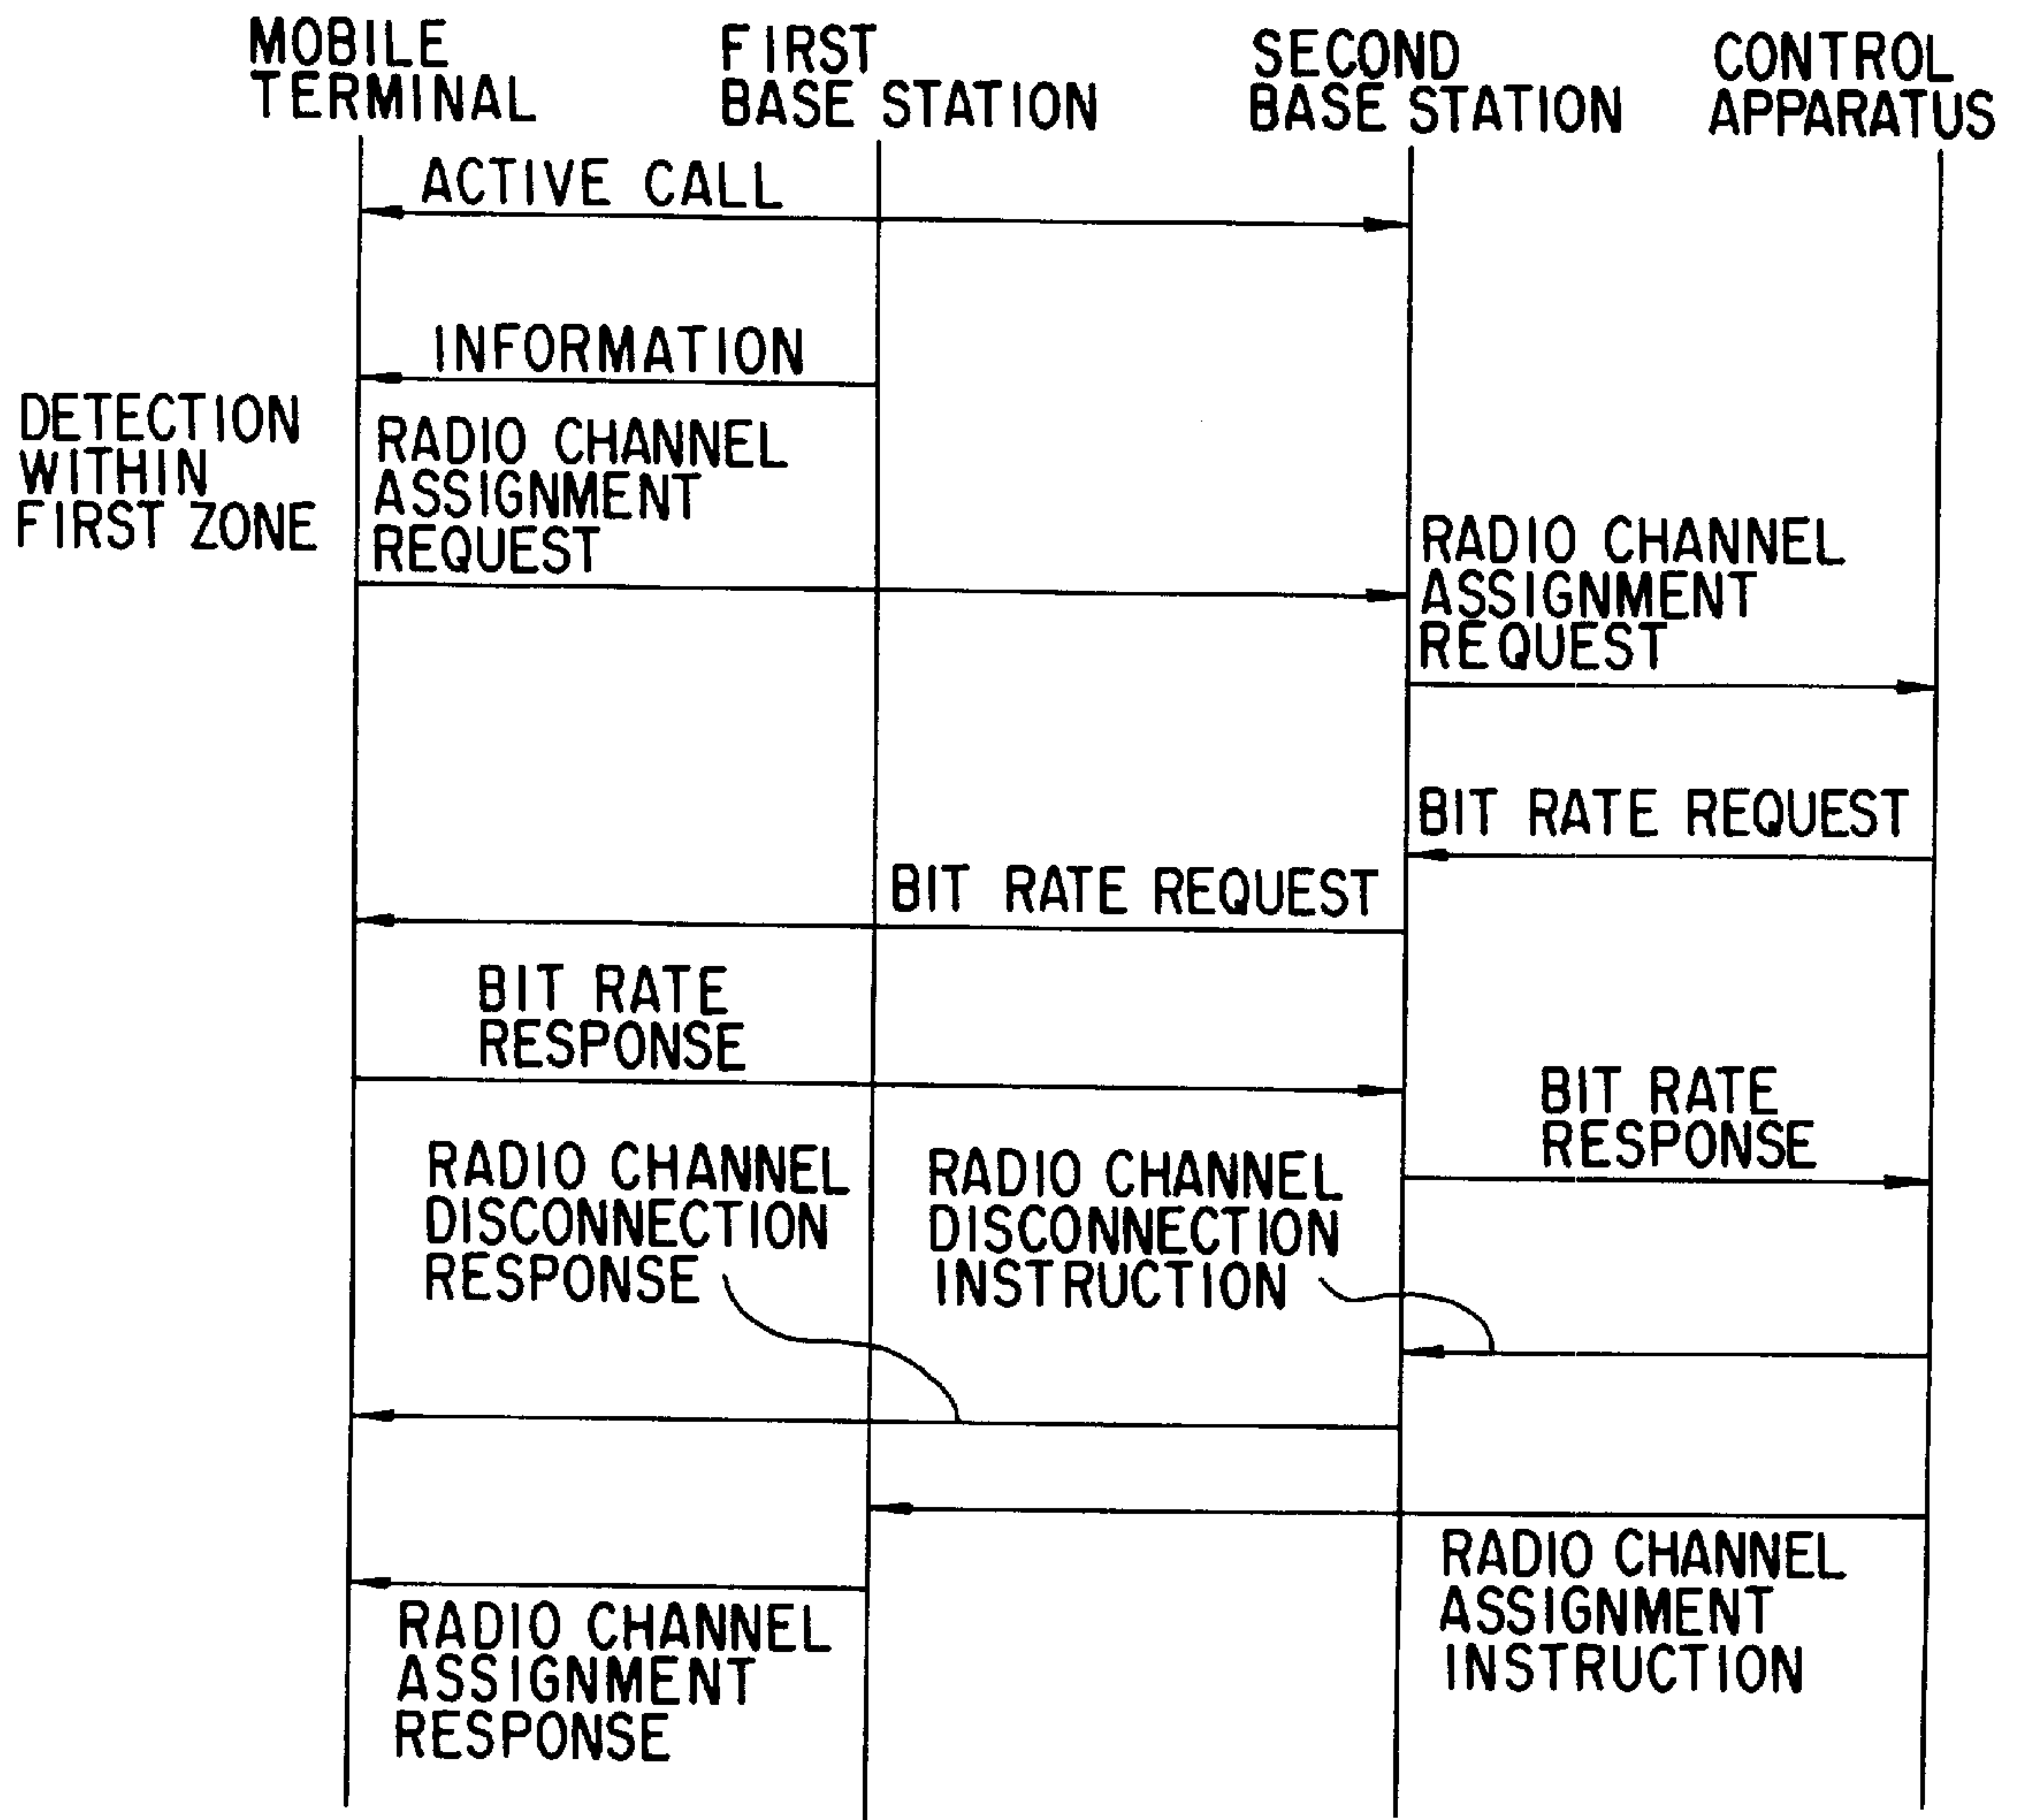 MOBILE
TERMINAL
FIRST
BASE STATION
SECOND
BASE STATION
CONTROL
APPARATUS
ACTIVE CALL
INFORMATION
DETECTION
WITHIN
FIRST ZONE
RADIO CHANNEL
ASSIGNMENT
REQUEST
RADIO CHANNEL
ASSIGNMENT
REQUEST
BIT RATE REQUEST
BIT RATE REQUEST
BIT RATE
RESPONSE
BIT RATE
RESPONSE
RADIO CHANNEL
DISCONNECTION
RESPONSE
RADIO CHANNEL
DISCONNECTION
INSTRUCTION
RADIO CHANNEL
ASSIGNMENT
INSTRUCTION
RADIO CHANNEL
ASSIGNMENT
RESPONSE